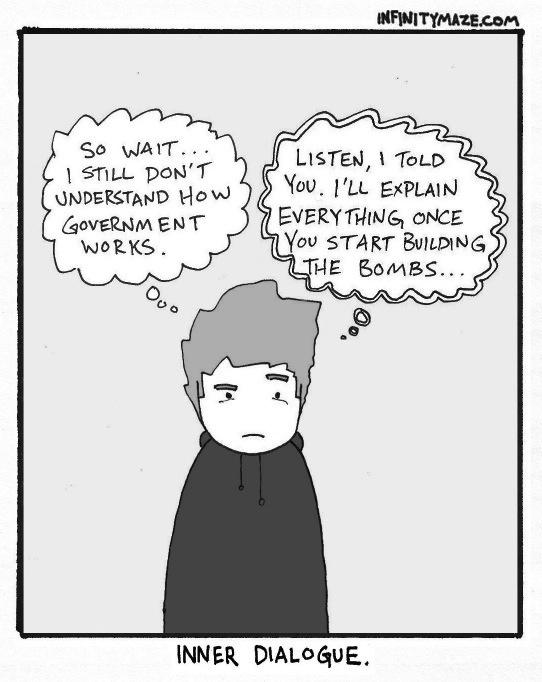 INFINITYMAZE.COM
SO WAIT...
I STILL DON'T
UNDERSTAND HOW
GOVERNMENT
WORKS.
LISTEN, I TOLD
YOU. I'LL EXPLAIN
EVERYTHING ONCE
YOU START BUILDING
THE BOMBS...
INNER DIALOGUE.